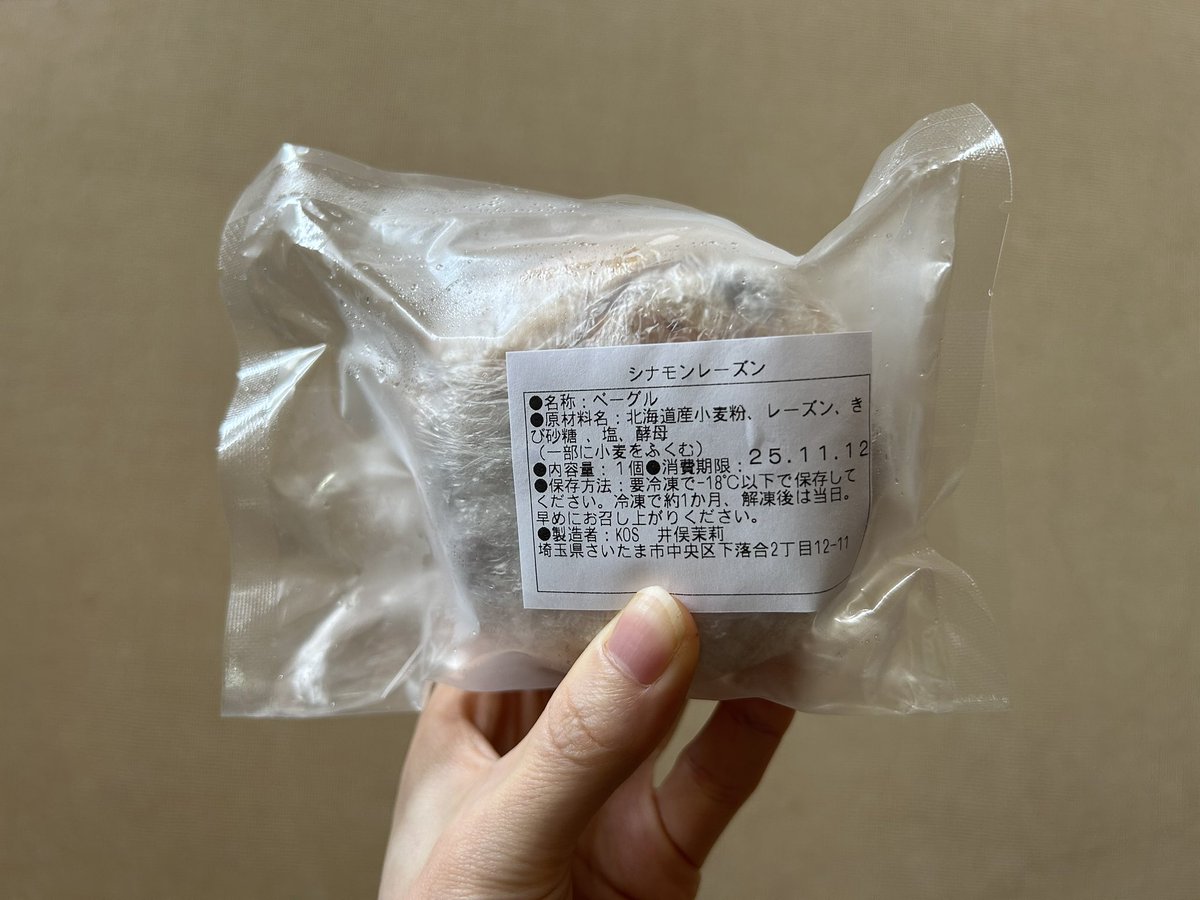 シナモンレーズン
●名称：ベーグル
●原材料名：北海道産小麦粉、レーズン、き
び砂糖 、塩、酵母
（一部に小麦をふくむ）
●内容量：１個●消費期限：25.11.12
●保存方法：要冷凍で-18℃以下で保存して
ください。冷凍で約1か月、解凍後は当日。
早めにお召し上がりください。
●製造者：KOS　井俣茉莉
埼玉県さいたま市中央区下落合2丁目12-11